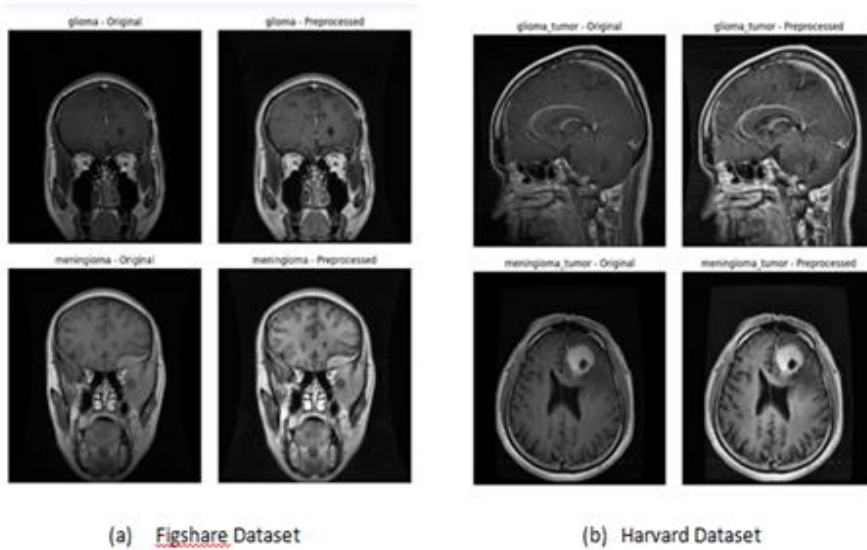 glioma - Original
glioma - Preprocessed
glioma_tumor - Original
glioma_tumor - Preprocessed
meningioma - Original
meningioma - Preprocessed
meningioma_tumor - Original
meningioma_tumor - Preprocessed
(a) Figshare Dataset
(b) Harvard Dataset